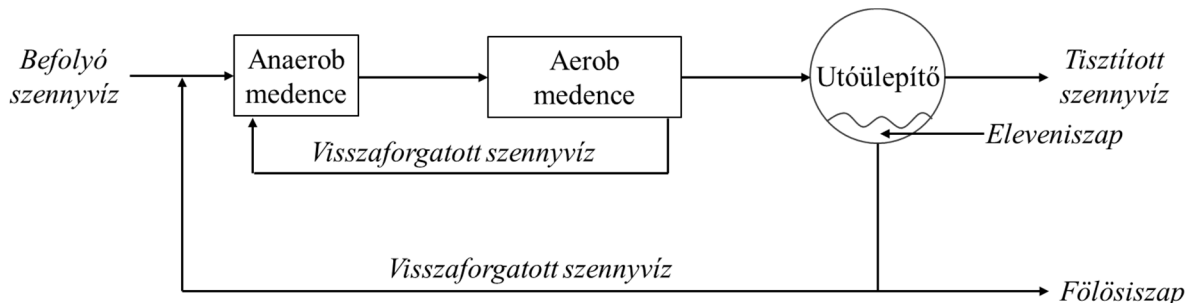 Befolyó
szennyvíz
Anaerob
medence
Aerob
medence
Utóülepítő
Tisztított
szennyvíz
Eleveniszap
Visszaforgatott szennyvíz
Visszaforgatott szennyvíz
Fölösiszap